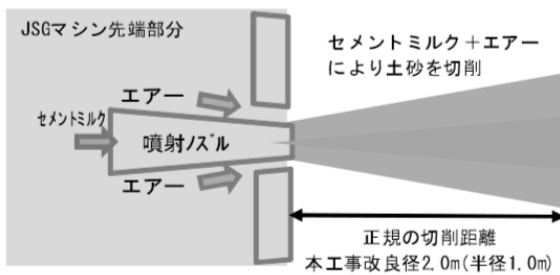 JSGマシン先端部分
セメントミルク＋エアー
により土砂を切削
エアー
セメントミルク
噴射ノズル
エアー
正規の切削距離
本工事改良径2.0m(半径1.0m)